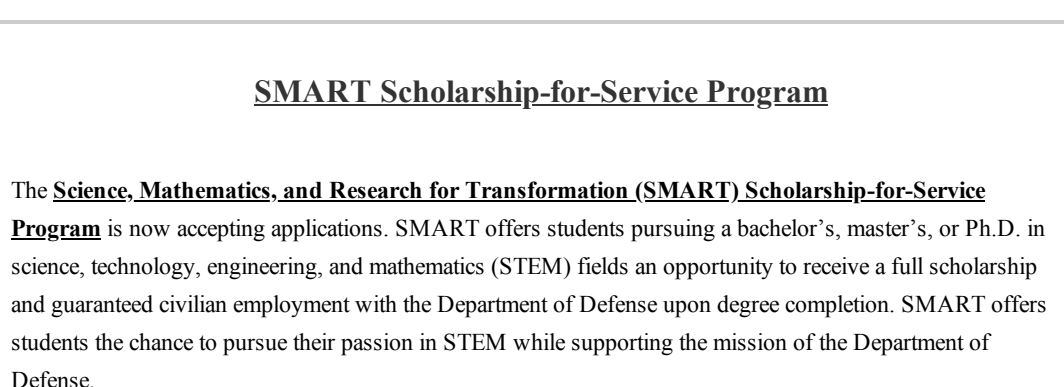 SMART Scholarship-for-Service Program
The Science, Mathematics, and Research for Transformation (SMART) Scholarship-for-Service
Program is now accepting applications. SMART offers students pursuing a bachelor’s, master’s, or Ph.D. in
science, technology, engineering, and mathematics (STEM) fields an opportunity to receive a full scholarship
and guaranteed civilian employment with the Department of Defense upon degree completion. SMART offers
students the chance to pursue their passion in STEM while supporting the mission of the Department of
Defense.